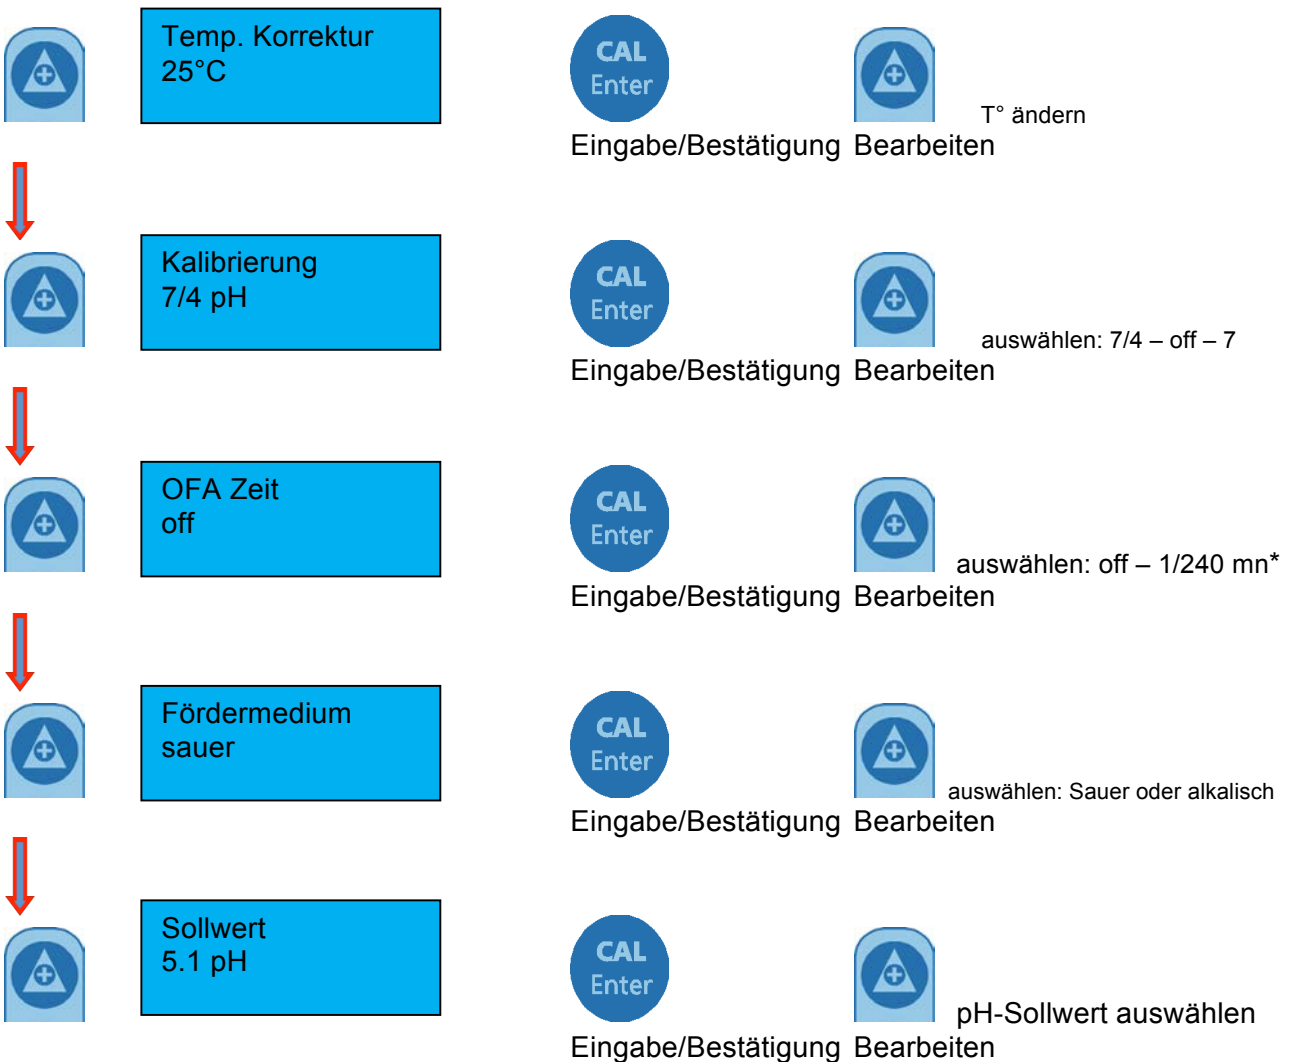 Temp. Korrektur
25°C
CAL
Enter
T° ändern
Eingabe/Bestätigung Bearbeiten
Kalibrierung
7/4 pH
CAL
Enter
auswählen: 7/4 – off – 7
Eingabe/Bestätigung Bearbeiten
OFA Zeit
off
CAL
Enter
auswählen: off – 1/240 mn*
Eingabe/Bestätigung Bearbeiten
Fördermedium
sauer
CAL
Enter
auswählen: Sauer oder alkalisch
Eingabe/Bestätigung Bearbeiten
Sollwert
5.1 pH
CAL
Enter
pH-Sollwert auswählen
Eingabe/Bestätigung Bearbeiten